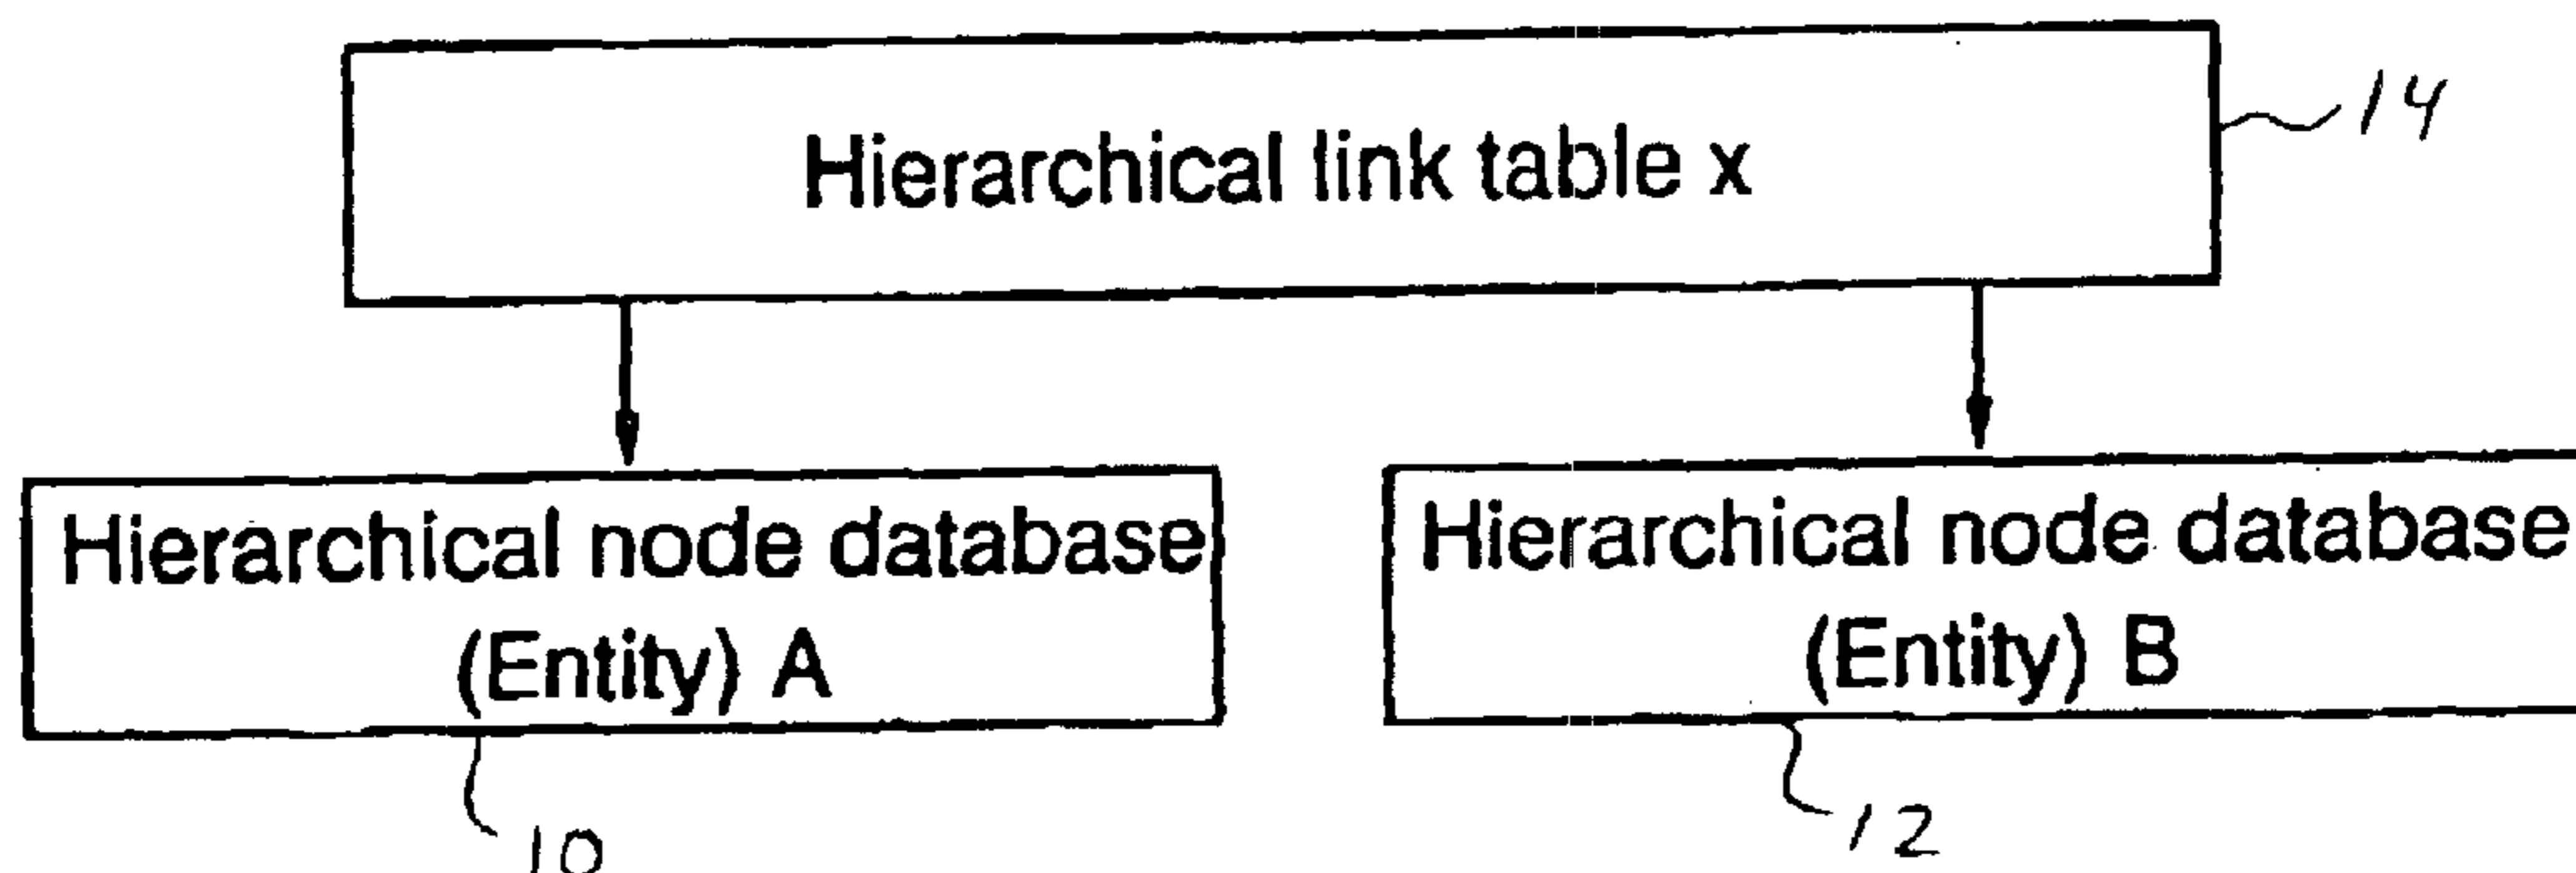 Hierarchical link table x
14
Hierarchical node database
(Entity) A
Hierarchical node database
(Entity) B
10
12